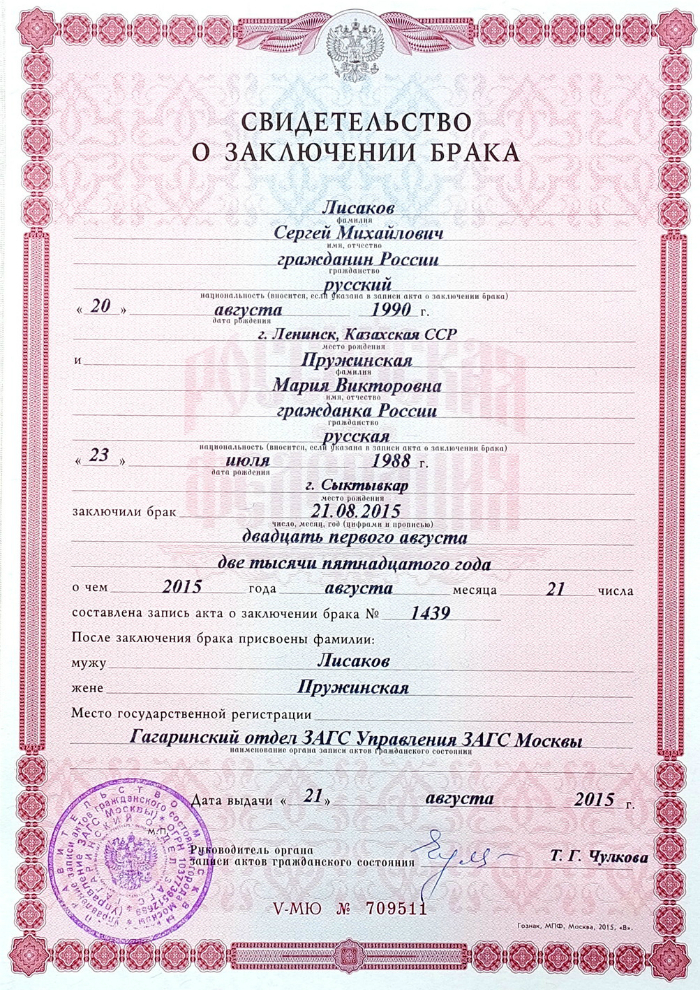 СВИДЕТЕЛЬСТВО
О ЗАКЛЮЧЕНИИ БРАКА
Лисаков
фамилия
Сергей Михайлович
имя, отчество
гражданин России
гражданство
русский
национальность (вносится, если указана в записи акта о заключении брака)
« 20 » августа 1990 г.
дата рождения
г. Ленинск, Казахская ССР
место рождения
и Пружинская
фамилия
Мария Викторовна
имя, отчество
гражданка России
гражданство
русская
национальность (вносится, если указана в записи акта о заключении брака)
« 23 » июля 1988 г.
дата рождения
г. Сыктывкар
место рождения
заключили брак 21.08.2015
число, месяц, год (цифрами и прописью)
двадцать первого августа
две тысячи пятнадцатого года
о чем 2015 года августа месяца 21 числа
составлена запись акта о заключении брака № 1439
После заключения брака присвоены фамилии:
мужу Лисаков
жене Пружинская
Место государственной регистрации
Гагаринский отдел ЗАГС Управления ЗАГС Москвы
наименование органа записи актов гражданского состояния
Дата выдачи « 21 » августа 2015 г.
М.П.
Руководитель органа
записи актов гражданского состояния Т. Г. Чулкова
V-МЮ № 709511
Гознак, МПФ, Москва, 2015, «В».
РОССИЙСКАЯ
ФЕДЕРАЦИЯ